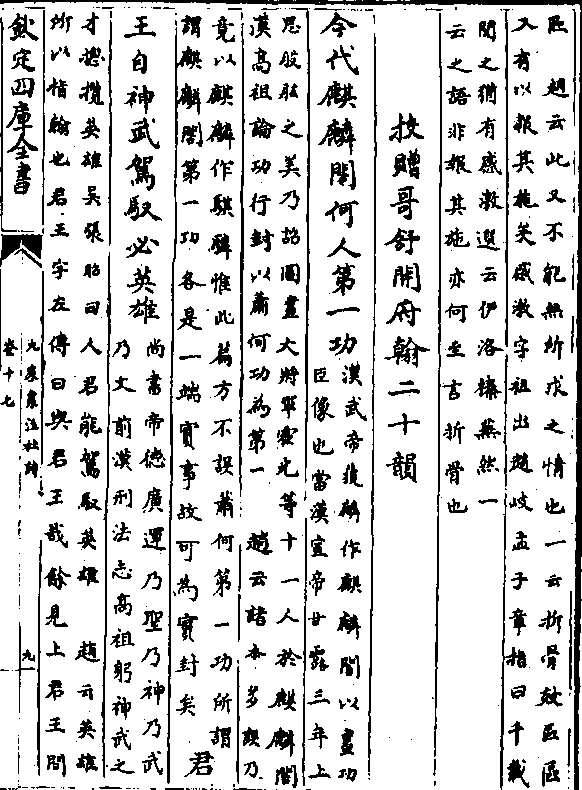 區　趙云此又不能無所求之情也一云折骨效區區
又有以報其施矣感激字祖出趙岐孟子章指曰千載
聞之猶有感激選云伊洛榛蕪然一
云之語非報其施亦何至言折骨也
投贈哥舒開府翰二十韻
今代麒麟閣何人第一功
漢武帝獲麟作麒麟閣以畫功
臣像也當漢宣帝甘露三年上
思股肱之美乃詔圖畫大將軍霍光等十一人於麒麟閣
漢高祖論功行封以蕭何功為第一　趙云諸本多誤乃
竟以麒麟作騏驎惟此篇方不誤蕭何第一功所謂
謂麒麟閣第一功各是一端實事故可為實封矣
君
王自神武駕馭必英雄
尚書帝德廣運乃聖乃神乃武
乃文前漢刑法志高祖躬神武之
才揔攬英雄吳張昭曰人君能駕馭英雄　趙云英雄
所以指翰也君王字左傳曰與君王哉餘見上君王問
欽定四庫全書
九家集注杜詩
卷十七
九